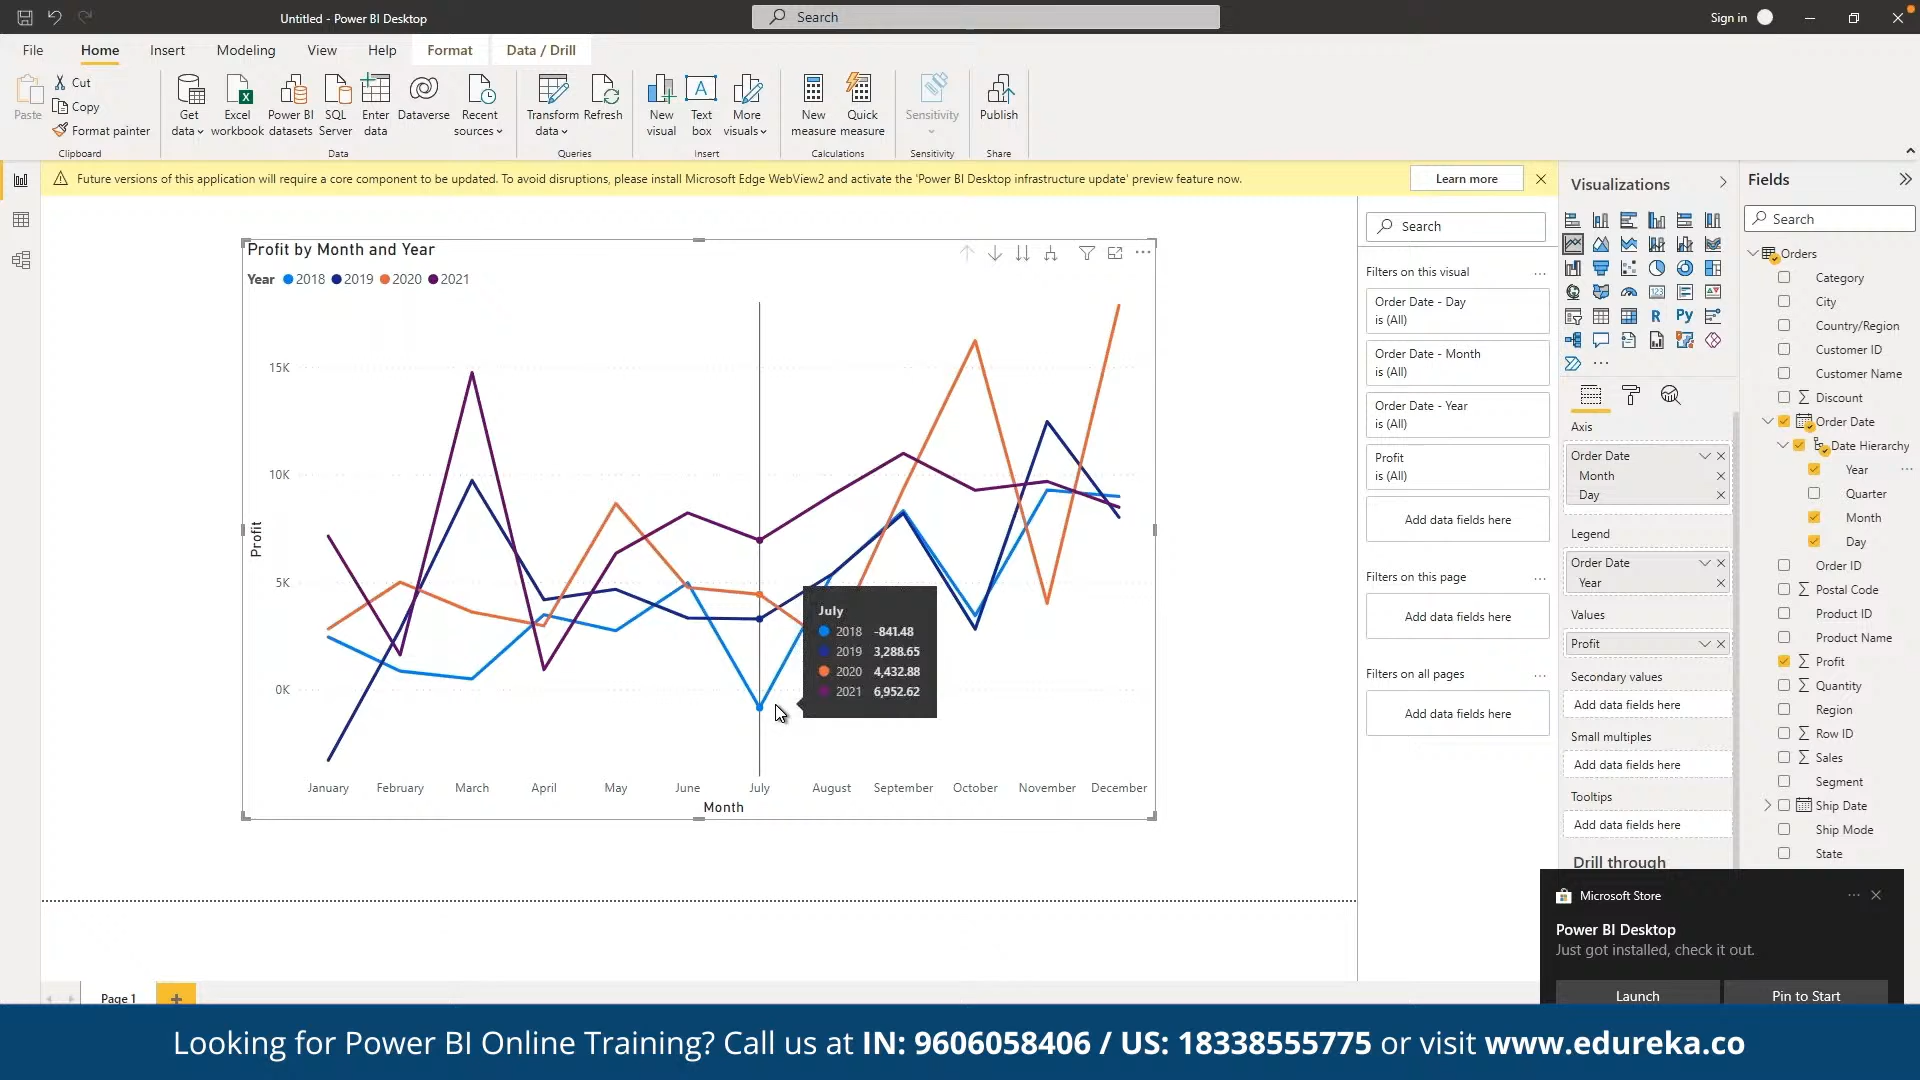 Untitled - Power BI Desktop
Search
Sign in
File
Home
Insert
Modeling
View
Help
Format
Data / Drill
Paste
Cut
Copy
Format painter
Clipboard
Get data
Excel workbook
Power BI datasets
SQL Server
Enter data
Dataverse
Recent sources
Data
Transform data
Refresh
Queries
New visual
Text box
More visuals
Insert
New measure
Quick measure
Calculations
Sensitivity
Sensitivity
Publish
Share
Future versions of this application will require a core component to be updated. To avoid disruptions, please install Microsoft Edge WebView2 and activate the 'Power BI Desktop infrastructure update' preview feature now.
Learn more
Profit by Month and Year
Year 2018 2019 2020 2021
15K
10K
5K
0K
Profit
July
2018 -841.48
2019 3,288.65
2020 4,432.88
2021 6,952.62
January February March April May June July August September October November December
Month
Page 1
Search
Filters on this visual
Order Date - Day
is (All)
Order Date - Month
is (All)
Order Date - Year
is (All)
Profit
is (All)
Add data fields here
Filters on this page
Add data fields here
Filters on all pages
Add data fields here
Visualizations
R
Py
123
Axis
Order Date
Month
Day
Legend
Order Date
Year
Values
Profit
Secondary values
Add data fields here
Small multiples
Add data fields here
Tooltips
Add data fields here
Drill through
Fields
Search
Orders
Category
City
Country/Region
Customer ID
Customer Name
Discount
Order Date
Date Hierarchy
Year
Quarter
Month
Day
Order ID
Postal Code
Product ID
Product Name
Profit
Quantity
Region
Row ID
Sales
Segment
Ship Date
Ship Mode
State
Microsoft Store
Power BI Desktop
Just got installed, check it out.
Launch
Pin to Start
Looking for Power BI Online Training? Call us at IN: 9606058406 / US: 18338555775 or visit www.edureka.co